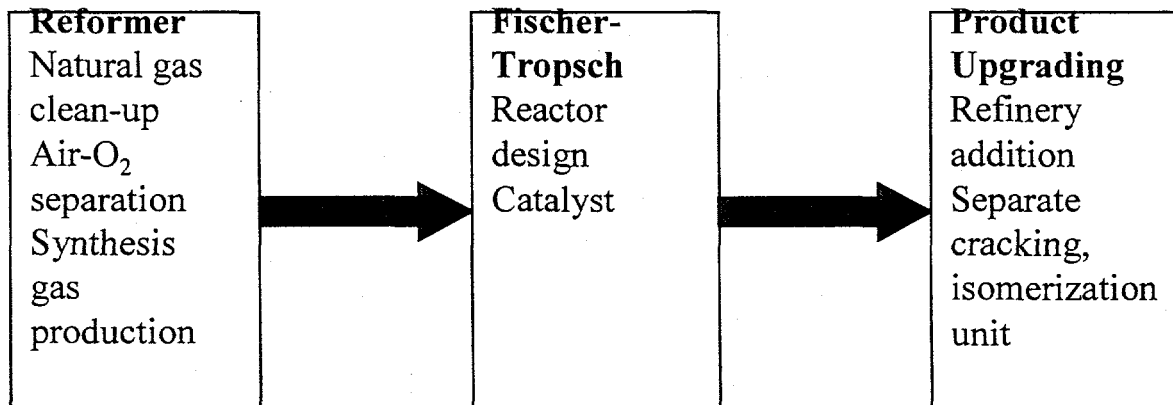 Reformer
Natural gas
clean-up
Air-O₂
separation
Synthesis
gas
production
Fischer-
Tropsch
Reactor
design
Catalyst
Product
Upgrading
Refinery
addition
Separate
cracking,
isomerization
unit